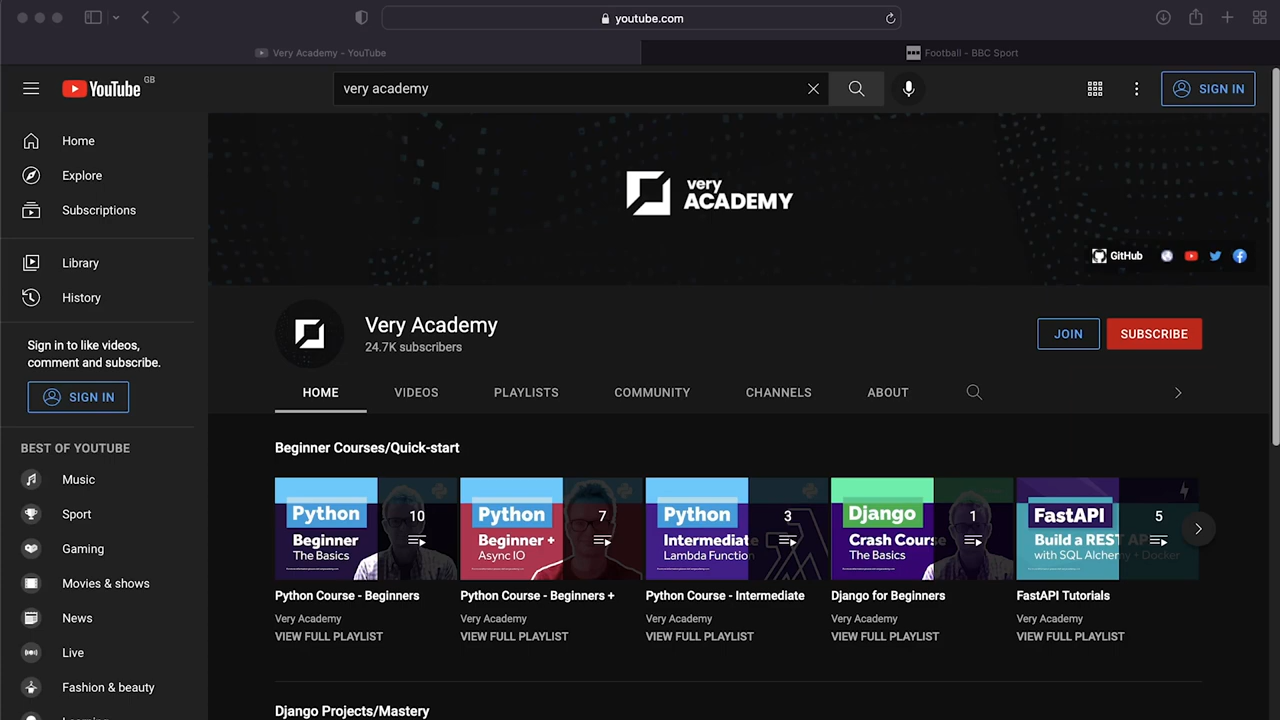 youtube.com
Very Academy - YouTube
Football - BBC Sport
YouTube GB
very academy
SIGN IN
Home
Explore
Subscriptions
Library
History
Sign in to like videos,
comment and subscribe.
SIGN IN
BEST OF YOUTUBE
Music
Sport
Gaming
Movies & shows
News
Live
Fashion & beauty
very
ACADEMY
GitHub
Very Academy
24.7K subscribers
JOIN
SUBSCRIBE
HOME
VIDEOS
PLAYLISTS
COMMUNITY
CHANNELS
ABOUT
Beginner Courses/Quick-start
Python
Beginner
The Basics
10
Python Course - Beginners
Very Academy
VIEW FULL PLAYLIST
Python
Beginner +
Async IO
7
Python Course - Beginners +
Very Academy
VIEW FULL PLAYLIST
Python
Intermediate
Lambda Function
3
Python Course - Intermediate
Very Academy
VIEW FULL PLAYLIST
Django
Crash Course
The Basics
1
Django for Beginners
Very Academy
VIEW FULL PLAYLIST
FastAPI
Build a REST API
with SQL Alchemy + Docker
5
FastAPI Tutorials
Very Academy
VIEW FULL PLAYLIST
Django Projects/Mastery